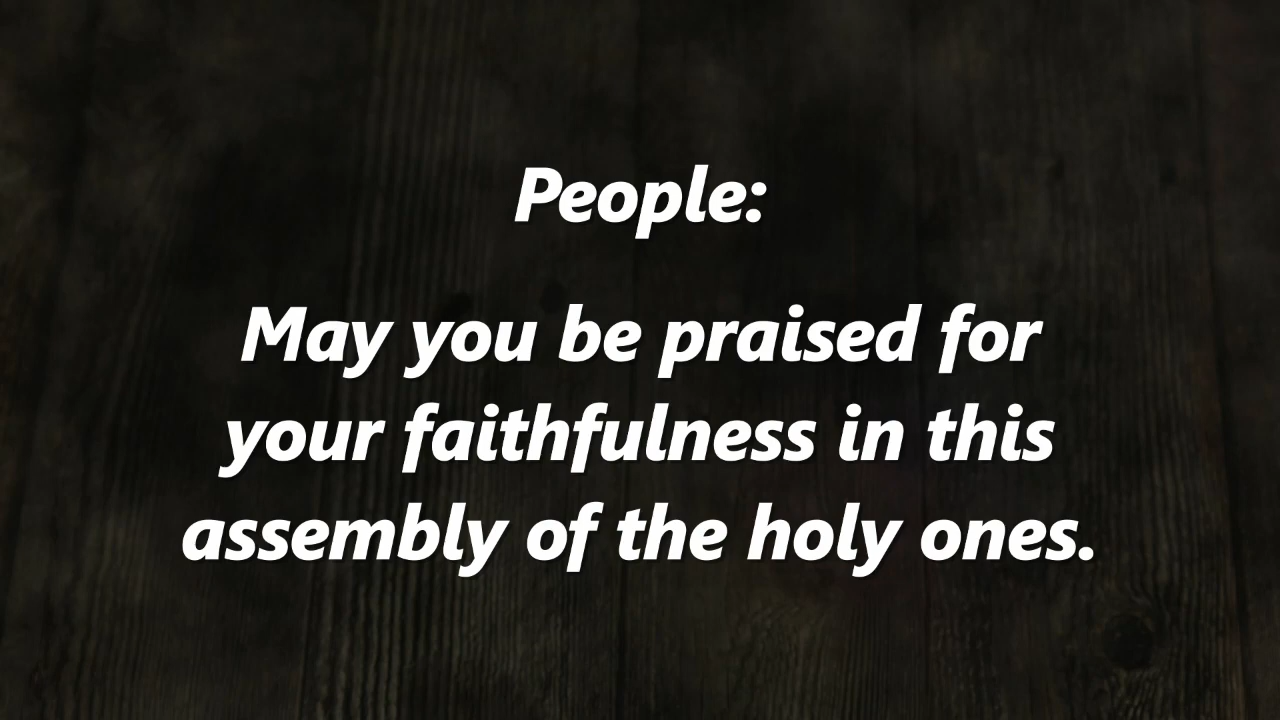 People:
May you be praised for
your faithfulness in this
assembly of the holy ones.